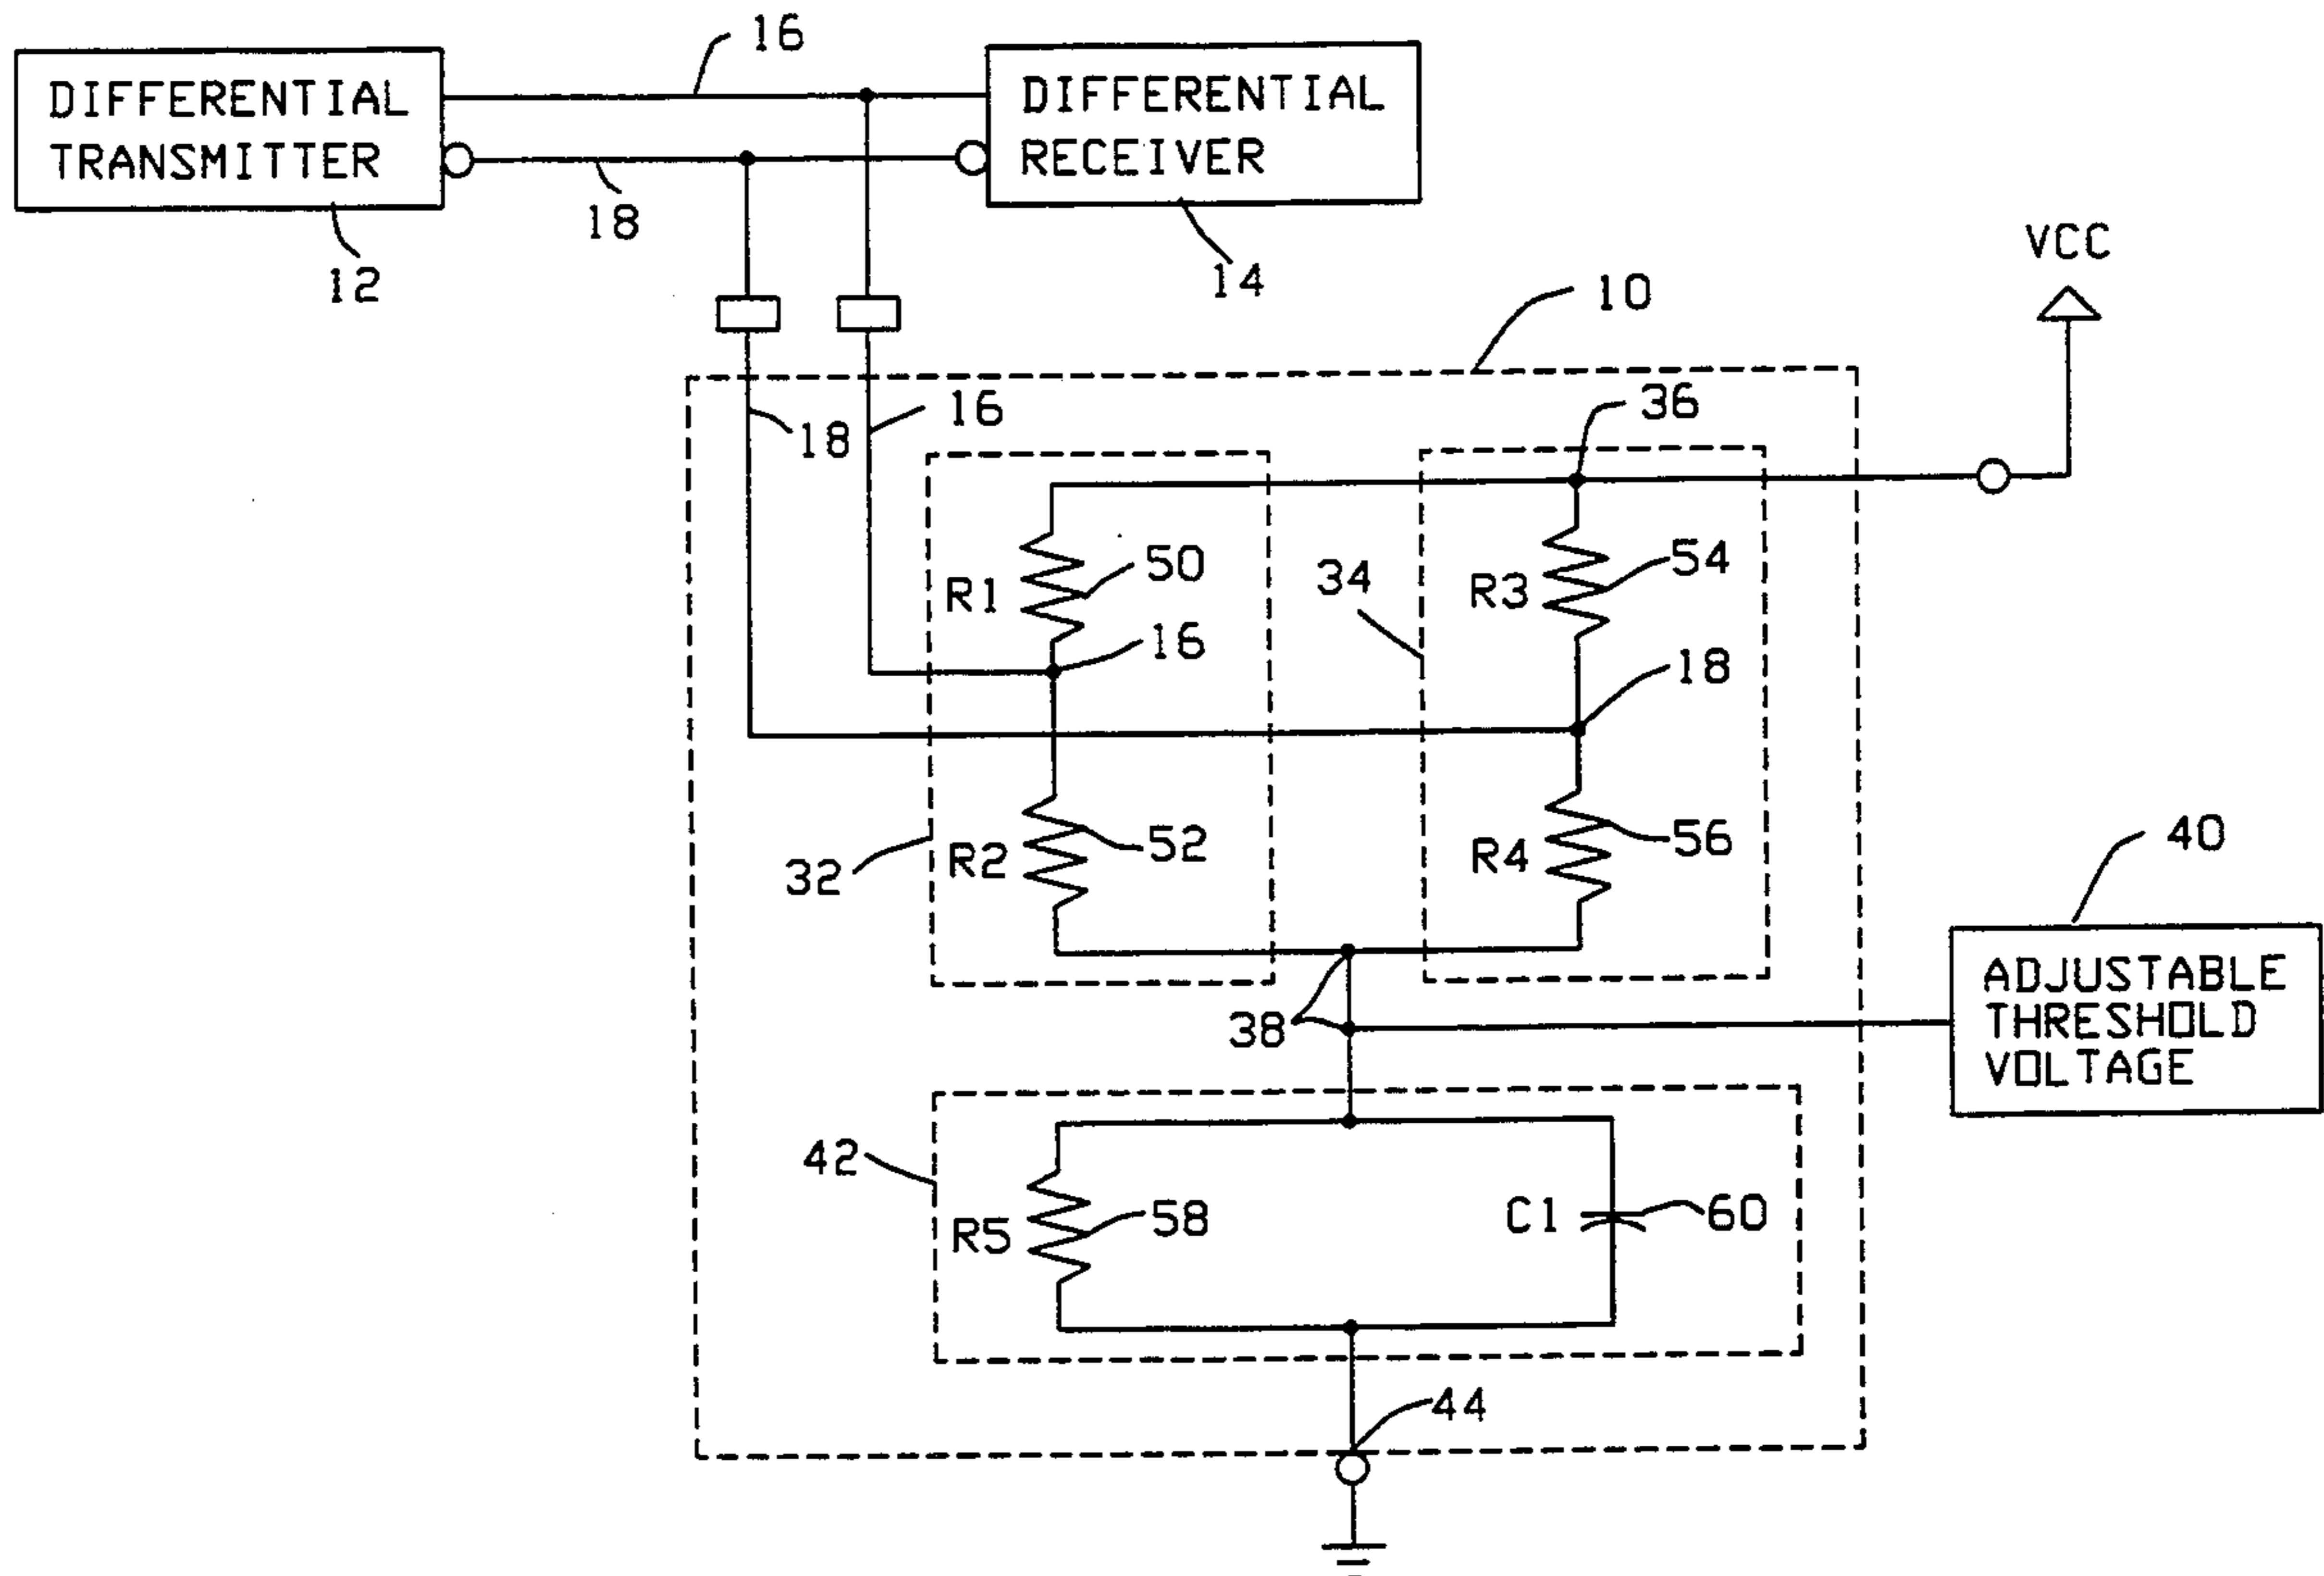 16
DIFFERENTIAL
TRANSMITTER
DIFFERENTIAL
RECEIVER
18
12
14
VCC
10
18
16
36
R1
50
34
R3
54
16
18
32
R2
52
R4
56
40
38
ADJUSTABLE
THRESHOLD
VOLTAGE
42
R5
58
C1
60
44